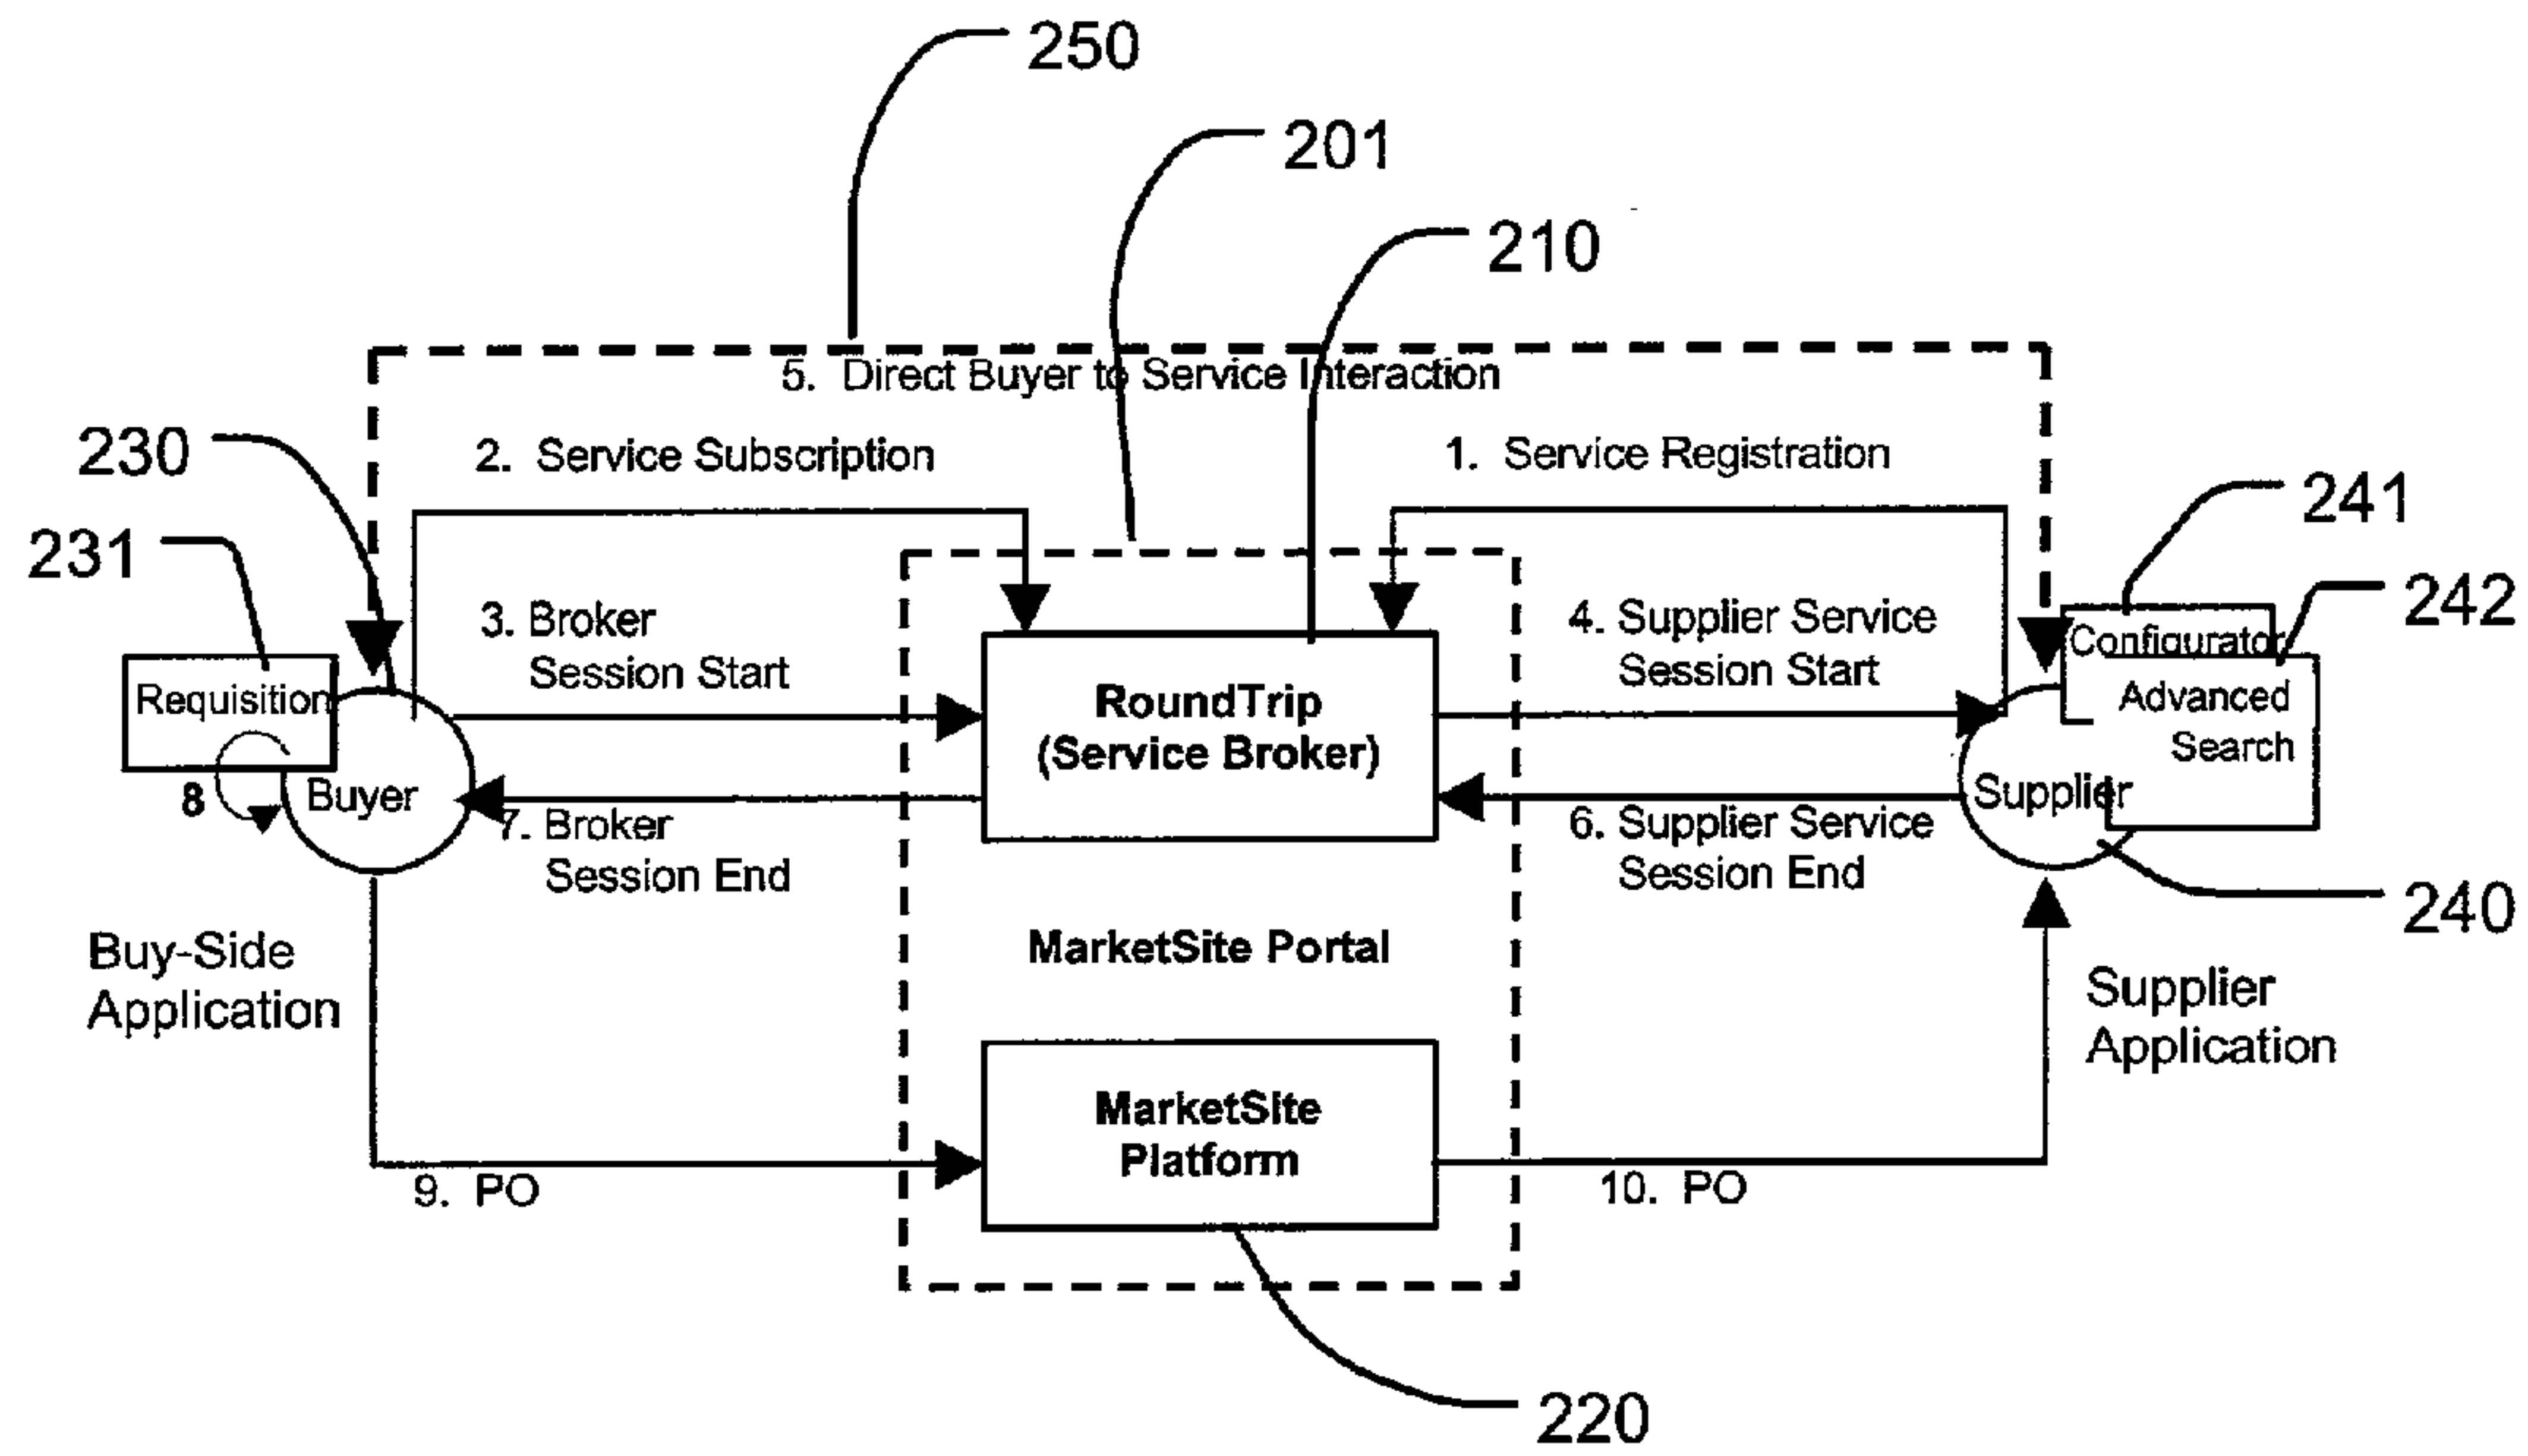 250
201
210
5. Direct Buyer to Service Interaction
230
2. Service Subscription
1. Service Registration
241
231
242
3. Broker
Session Start
4. Supplier Service
Session Start
Configurator
Requisition
RoundTrip
(Service Broker)
Advanced
Search
8
Buyer
Supplier
7. Broker
Session End
6. Supplier Service
Session End
240
Buy-Side
Application
MarketSite Portal
Supplier
Application
MarketSite
Platform
9. PO
10. PO
220